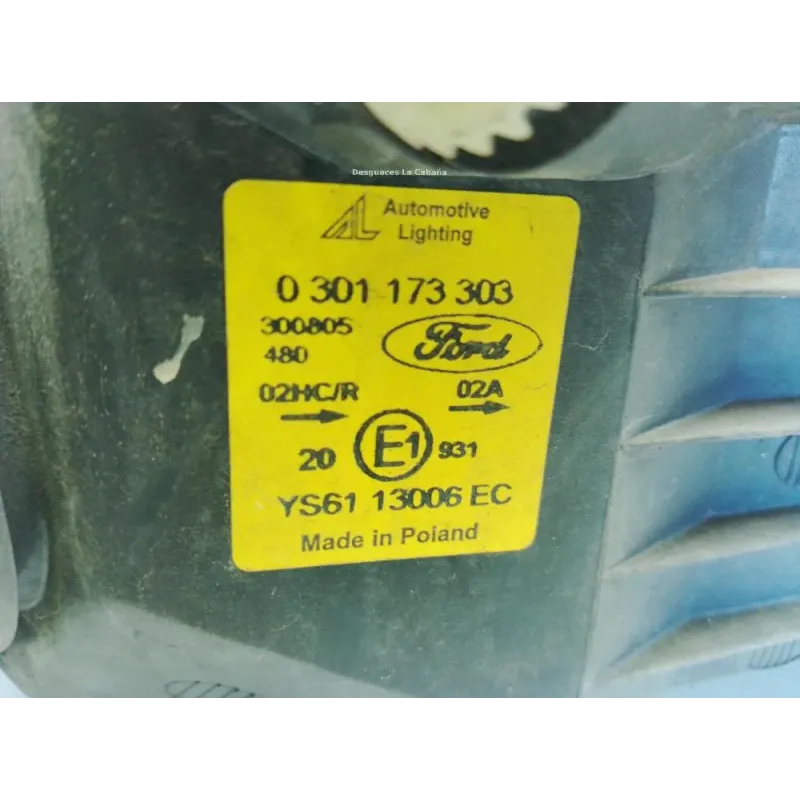 Desguaces La Cabaña
AL Automotive
Lighting
0 301 173 303
300805
480
Ford
02HC/R
02A
20
E1
931
YS61 13006 EC
Made in Poland